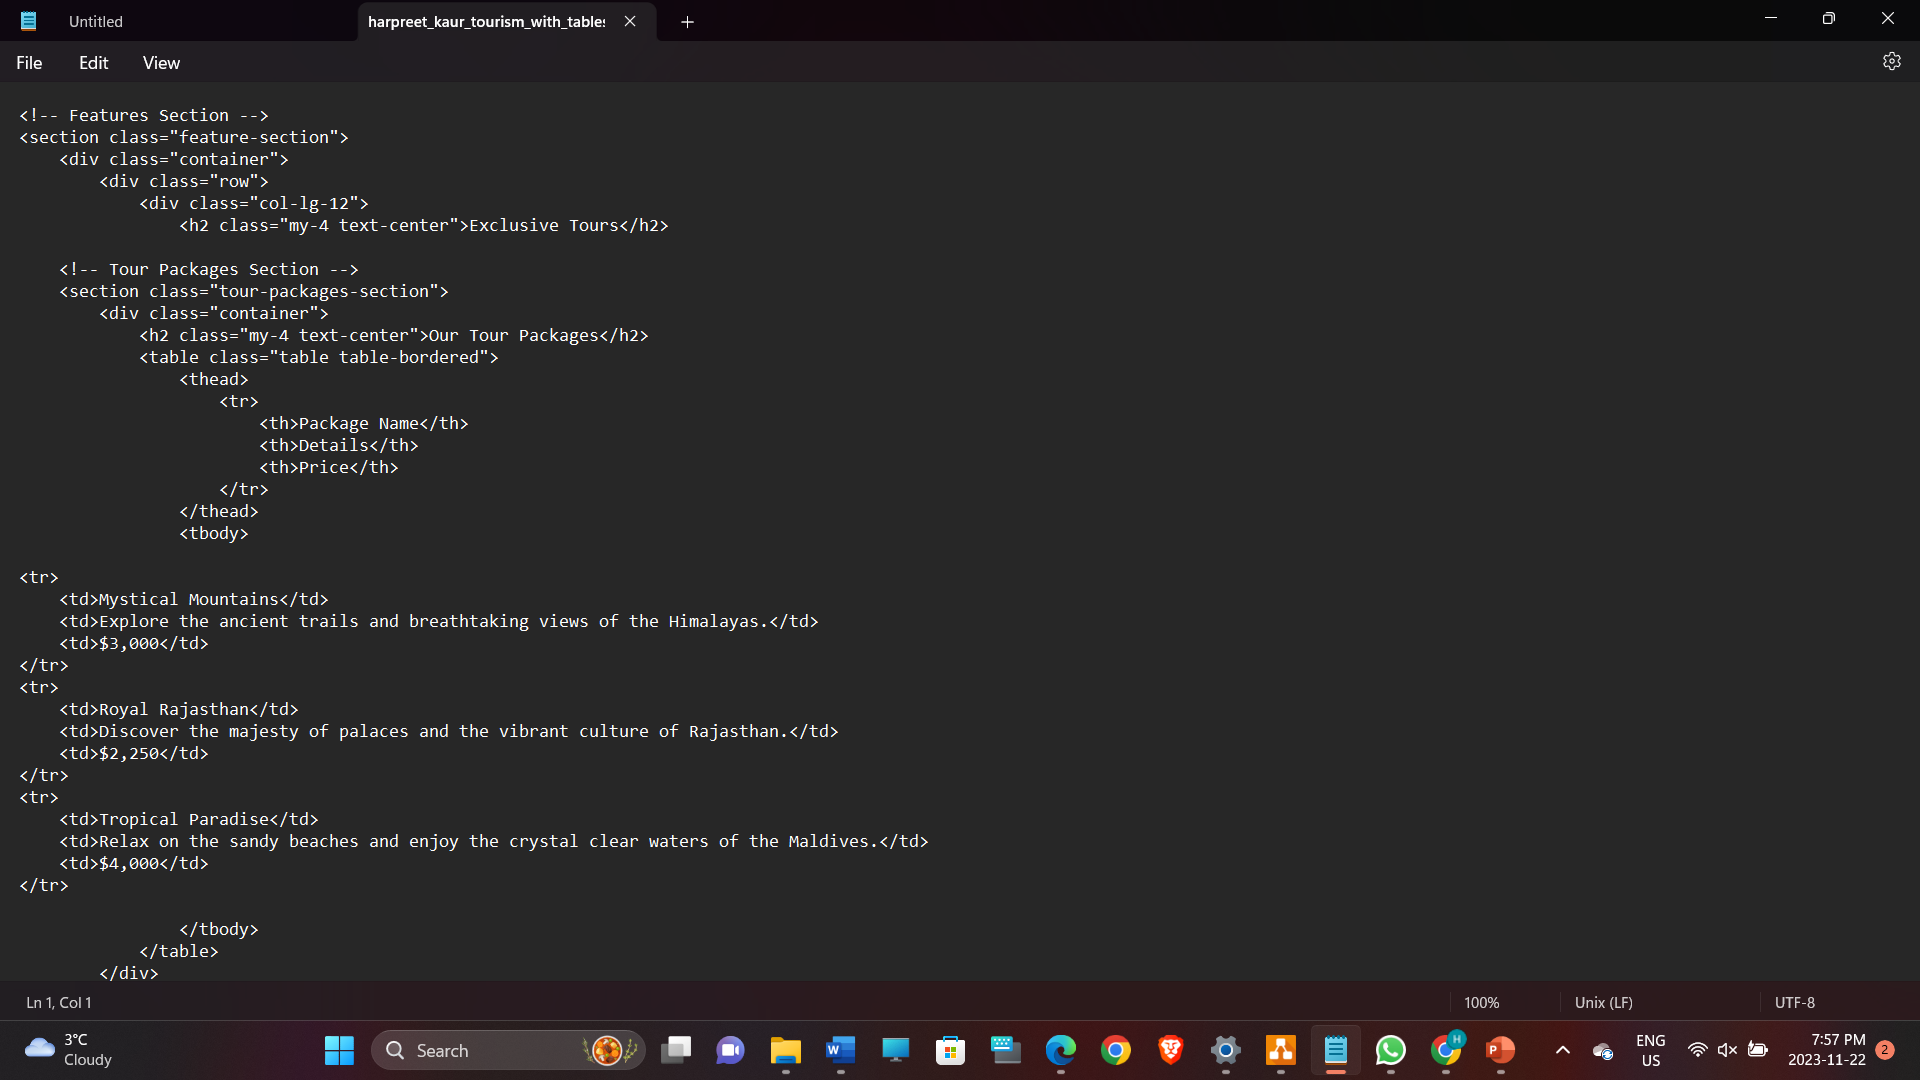 Untitled
harpreet_kaur_tourism_with_tables
File Edit View
<!-- Features Section -->
<section class="feature-section">
    <div class="container">
        <div class="row">
            <div class="col-lg-12">
                <h2 class="my-4 text-center">Exclusive Tours</h2>
    <!-- Tour Packages Section -->
    <section class="tour-packages-section">
        <div class="container">
            <h2 class="my-4 text-center">Our Tour Packages</h2>
            <table class="table table-bordered">
                <thead>
                    <tr>
                        <th>Package Name</th>
                        <th>Details</th>
                        <th>Price</th>
                    </tr>
                </thead>
                <tbody>
<tr>
    <td>Mystical Mountains</td>
    <td>Explore the ancient trails and breathtaking views of the Himalayas.</td>
    <td>$3,000</td>
</tr>
<tr>
    <td>Royal Rajasthan</td>
    <td>Discover the majesty of palaces and the vibrant culture of Rajasthan.</td>
    <td>$2,250</td>
</tr>
<tr>
    <td>Tropical Paradise</td>
    <td>Relax on the sandy beaches and enjoy the crystal clear waters of the Maldives.</td>
    <td>$4,000</td>
</tr>
                </tbody>
            </table>
        </div>
Ln 1, Col 1
100%
Unix (LF)
UTF-8
3°C
Cloudy
Search
W
H
P
ENG
US
7:57 PM
2023-11-22
2